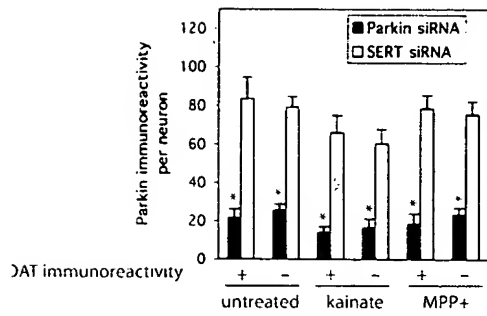 Parkin siRNA
SERT siRNA
Parkin immunoreactivity
per neuron
120
100
80
60
40
20
0
* * * * * *
DAT immunoreactivity + - + - + -
untreated kainate MPP+